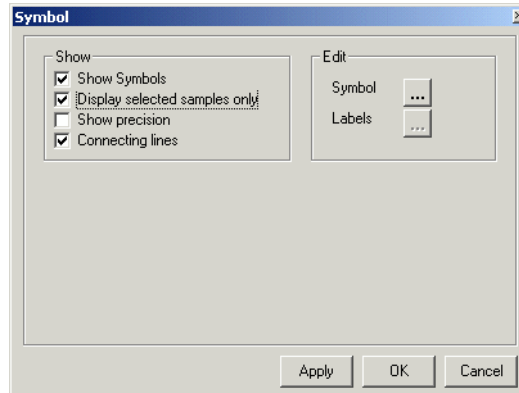 Symbol
Show
Show Symbols
Display selected samples only
Show precision
Connecting lines
Edit
Symbol ...
Labels ...
Apply OK Cancel